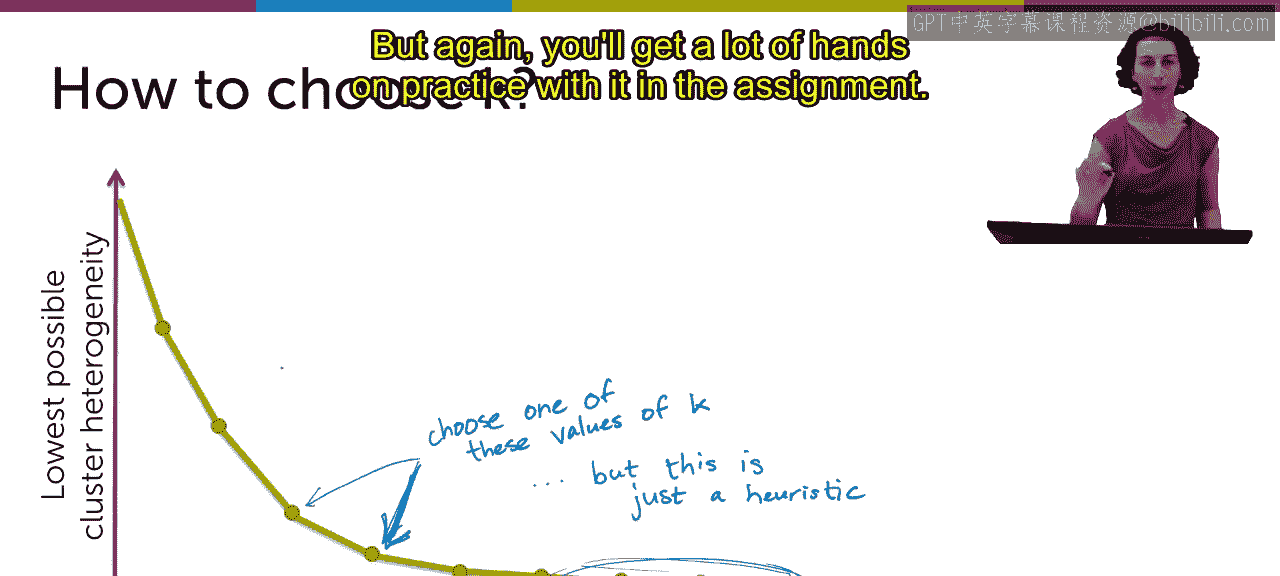 GPT中英字幕课程资源@bilibili.com
But again, you'll get a lot of hands
on practice with it in the assignment.
How to choose k?
Lowest possible
cluster heterogeneity
choose one of
these values of k
... but this is
just a heuristic